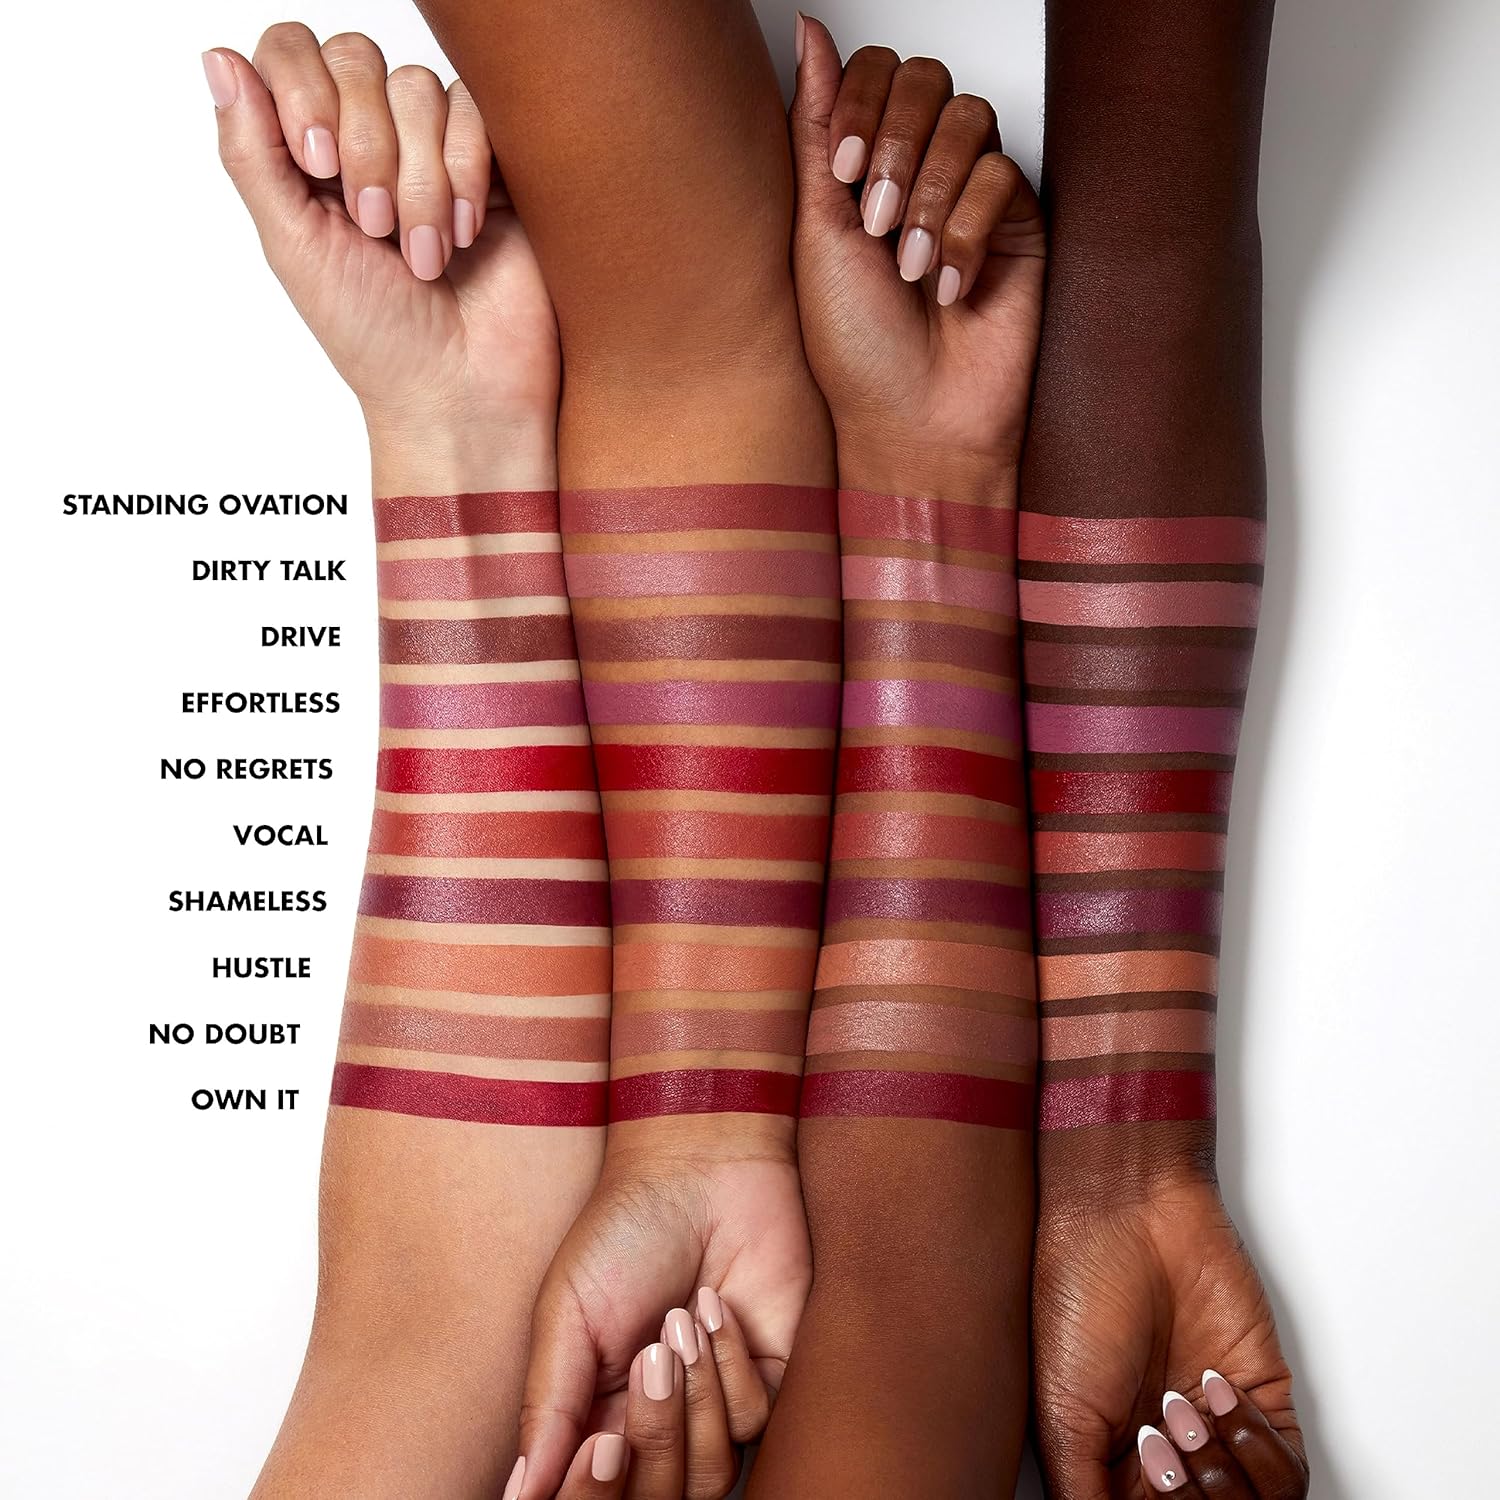 STANDING OVATION
DIRTY TALK
DRIVE
EFFORTLESS
NO REGRETS
VOCAL
SHAMELESS
HUSTLE
NO DOUBT
OWN IT